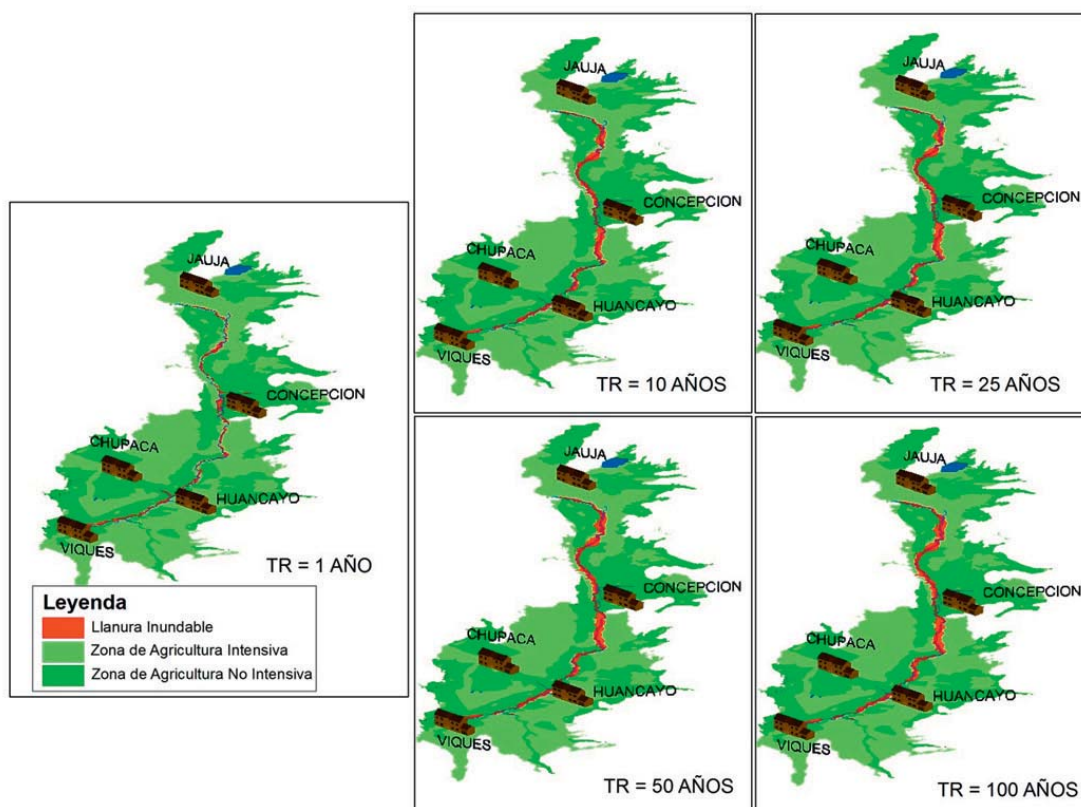 JAUJA
CONCEPCION
CHUPACA
HUANCAYO
VIQUES
TR = 1 AÑO
Leyenda
Llanura Inundable
Zona de Agricultura Intensiva
Zona de Agricultura No Intensiva
JAUJA
CONCEPCION
CHUPACA
HUANCAYO
VIQUES
TR = 10 AÑOS
JAUJA
CONCEPCION
CHUPACA
HUANCAYO
VIQUES
TR = 25 AÑOS
JAUJA
CONCEPCION
CHUPACA
HUANCAYO
VIQUES
TR = 50 AÑOS
JAUJA
CONCEPCION
CHUPACA
HUANCAYO
VIQUES
TR = 100 AÑOS